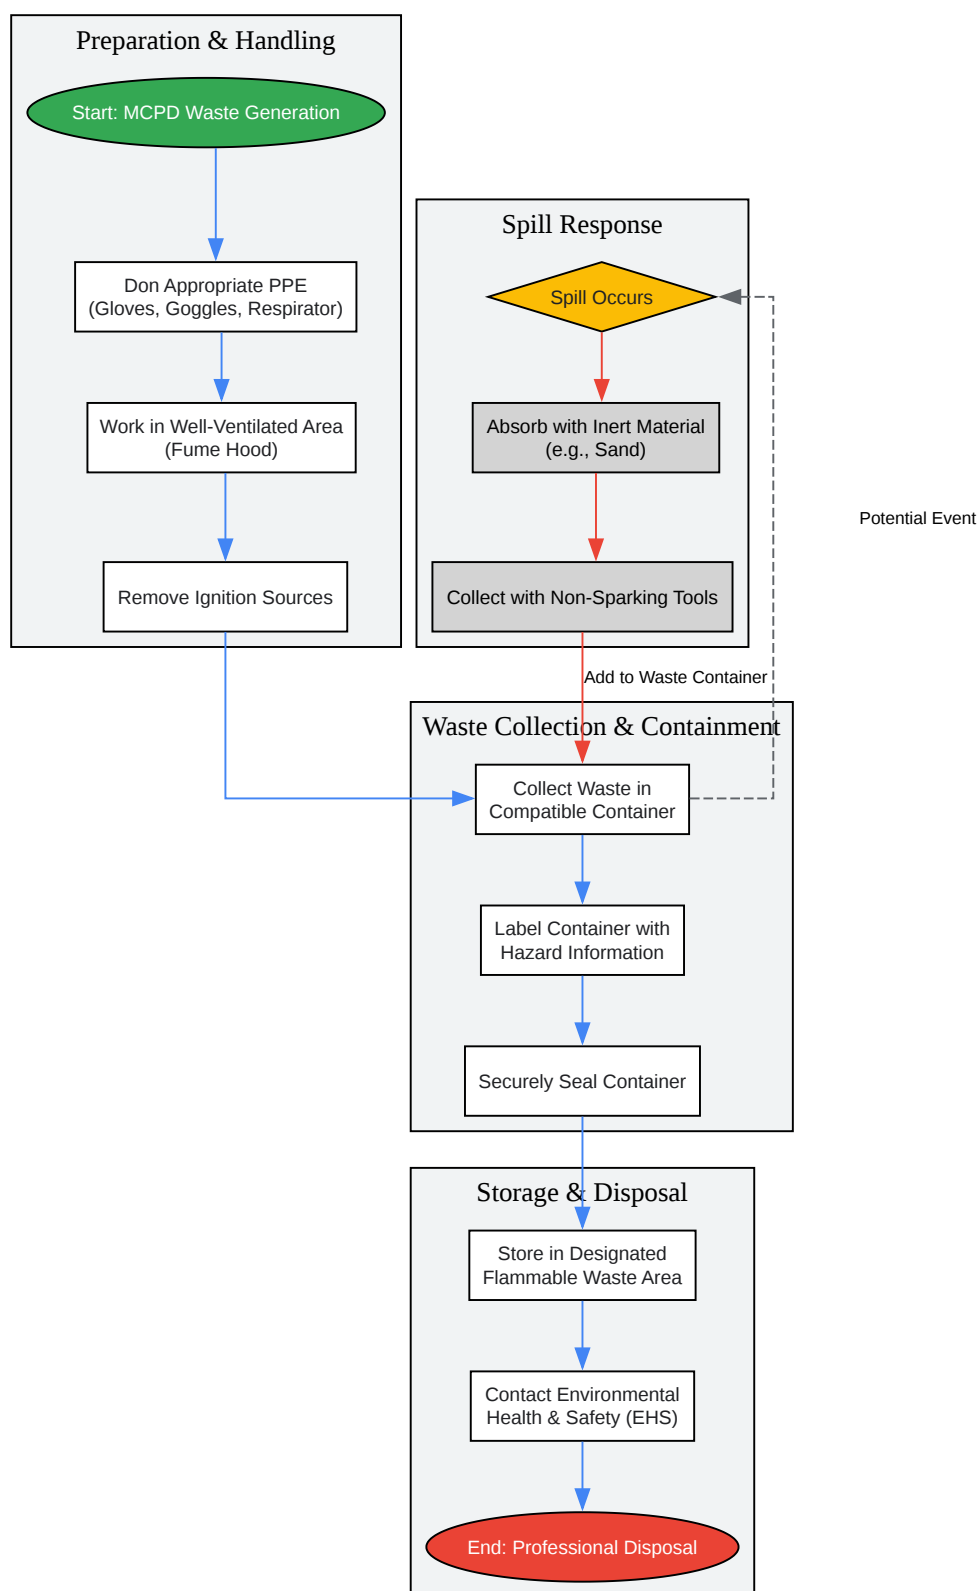 Preparation & Handling
Start: MCPD Waste Generation
Don Appropriate PPE
(Gloves, Goggles, Respirator)
Work in Well-Ventilated Area
(Fume Hood)
Remove Ignition Sources
Spill Response
Spill Occurs
Absorb with Inert Material
(e.g., Sand)
Collect with Non-Sparking Tools
Potential Event
Add to Waste Container
Waste Collection & Containment
Collect Waste in
Compatible Container
Label Container with
Hazard Information
Securely Seal Container
Storage & Disposal
Store in Designated
Flammable Waste Area
Contact Environmental
Health & Safety (EHS)
End: Professional Disposal